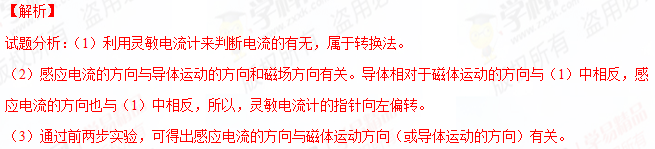 【解析】
试题分析：（1）利用灵敏电流计来判断电流的有无，属于转换法。
（2）感应电流的方向与导体运动的方向和磁场方向有关。导体相对于磁体运动的方向与（1）中相反，感
应电流的方向也与（1）中相反，所以，灵敏电流计的指针向左偏转。
（3）通过前两步实验，可得出感应电流的方向与磁体运动方向（或导体运动的方向）有关。